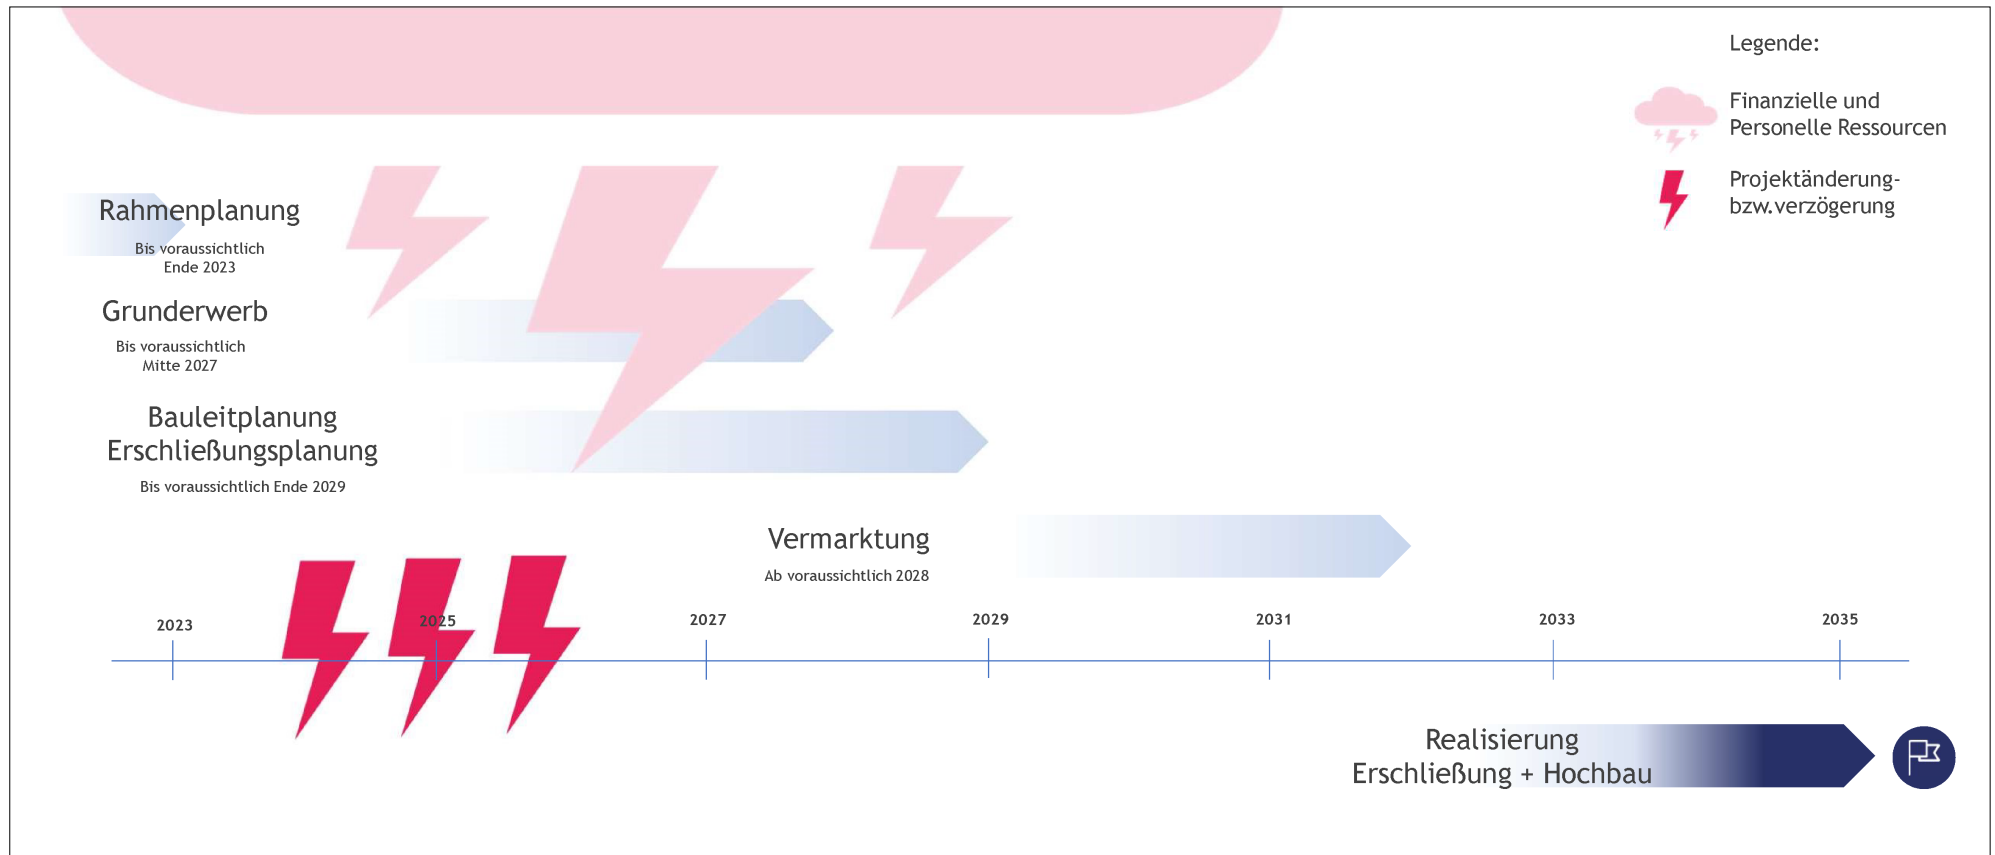 Legende:
Finanzielle und
Personelle Ressourcen
Projektänderung-
bzw.verzögerung
Rahmenplanung
Bis voraussichtlich
Ende 2023
Grunderwerb
Bis voraussichtlich
Mitte 2027
Bauleitplanung
Erschließungsplanung
Bis voraussichtlich Ende 2029
Vermarktung
Ab voraussichtlich 2028
2023 2025 2027 2029 2031 2033 2035
Realisierung
Erschließung + Hochbau